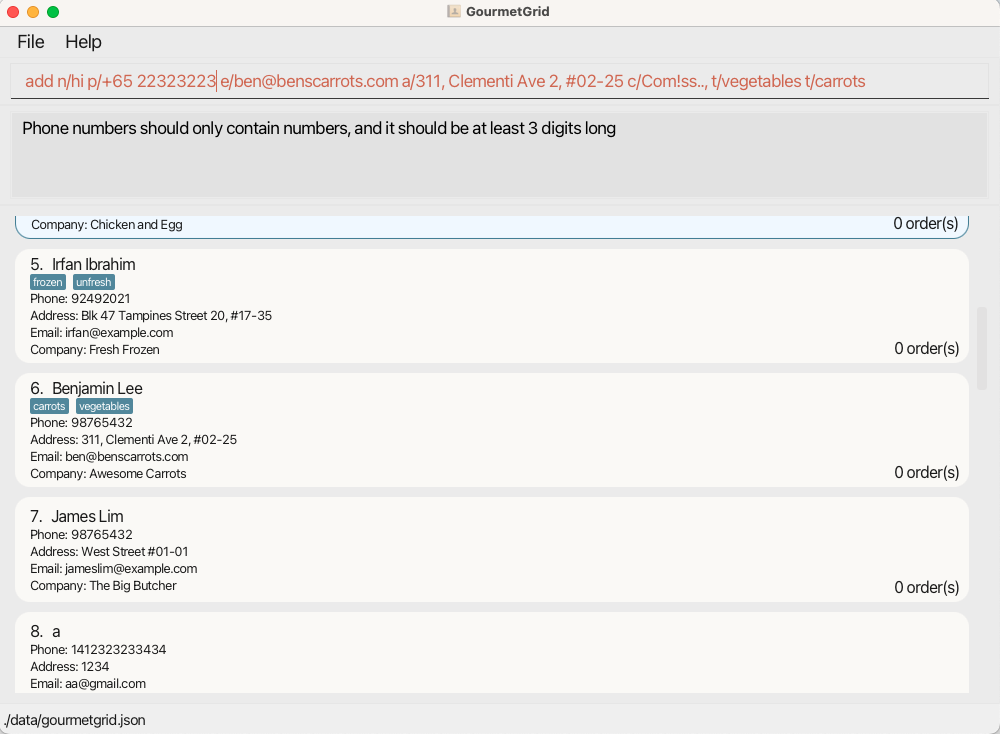 GourmetGrid
File Help
add n/hi p/+65 22323223 e/ben@benscarrots.com a/311, Clementi Ave 2, #02-25 c/Com!ss.., t/vegetables t/carrots
Phone numbers should only contain numbers, and it should be at least 3 digits long
Company: Chicken and Egg
0 order(s)
5. Irfan Ibrahim
frozen unfresh
Phone: 92492021
Address: Blk 47 Tampines Street 20, #17-35
Email: irfan@example.com
Company: Fresh Frozen
0 order(s)
6. Benjamin Lee
carrots vegetables
Phone: 98765432
Address: 311, Clementi Ave 2, #02-25
Email: ben@benscarrots.com
Company: Awesome Carrots
0 order(s)
7. James Lim
Phone: 98765432
Address: West Street #01-01
Email: jameslim@example.com
Company: The Big Butcher
0 order(s)
8. a
Phone: 1412323233434
Address: 1234
Email: aa@gmail.com
./data/gourmetgrid.json